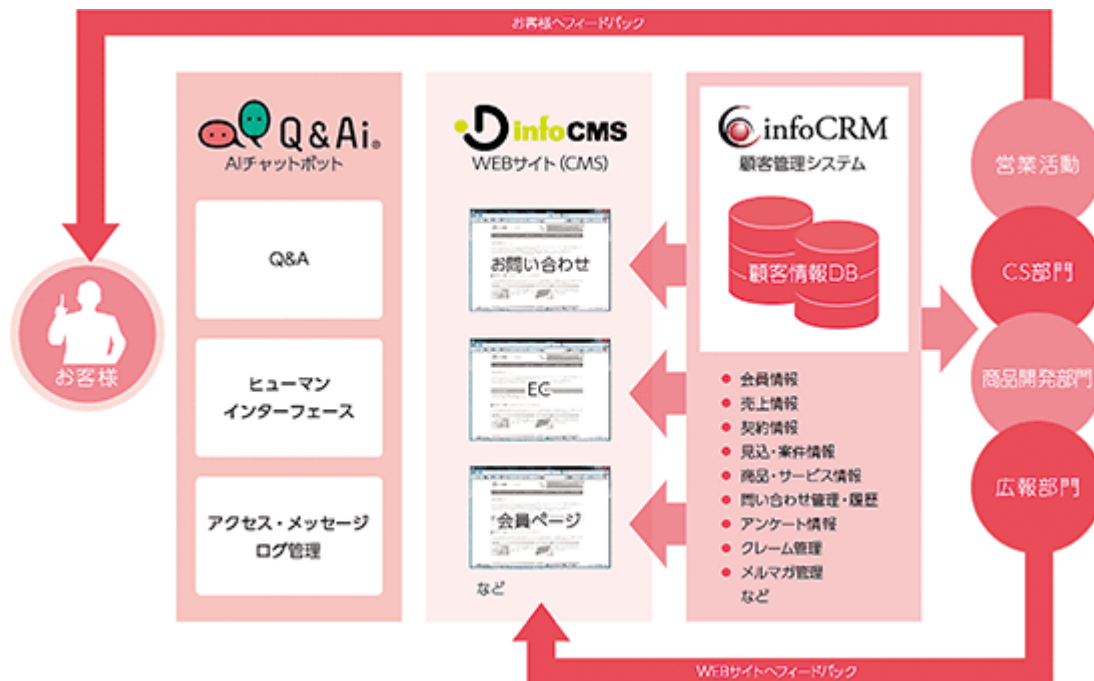 お客様へフィードバック
Q&Ai®
AIチャットボット
Q&A
ヒューマン
インターフェース
アクセス・メッセージ
ログ管理
infoCMS
WEBサイト(CMS)
お問い合わせ
EC
会員ページ
など
infoCRM
顧客管理システム
顧客情報DB
● 会員情報
● 売上情報
● 契約情報
● 見込・案件情報
● 商品・サービス情報
● 問い合わせ管理・履歴
● アンケート情報
● クレーム管理
● メルマガ管理
など
営業活動
CS部門
商品開発部門
広報部門
お客様
WEBサイトへフィードバック